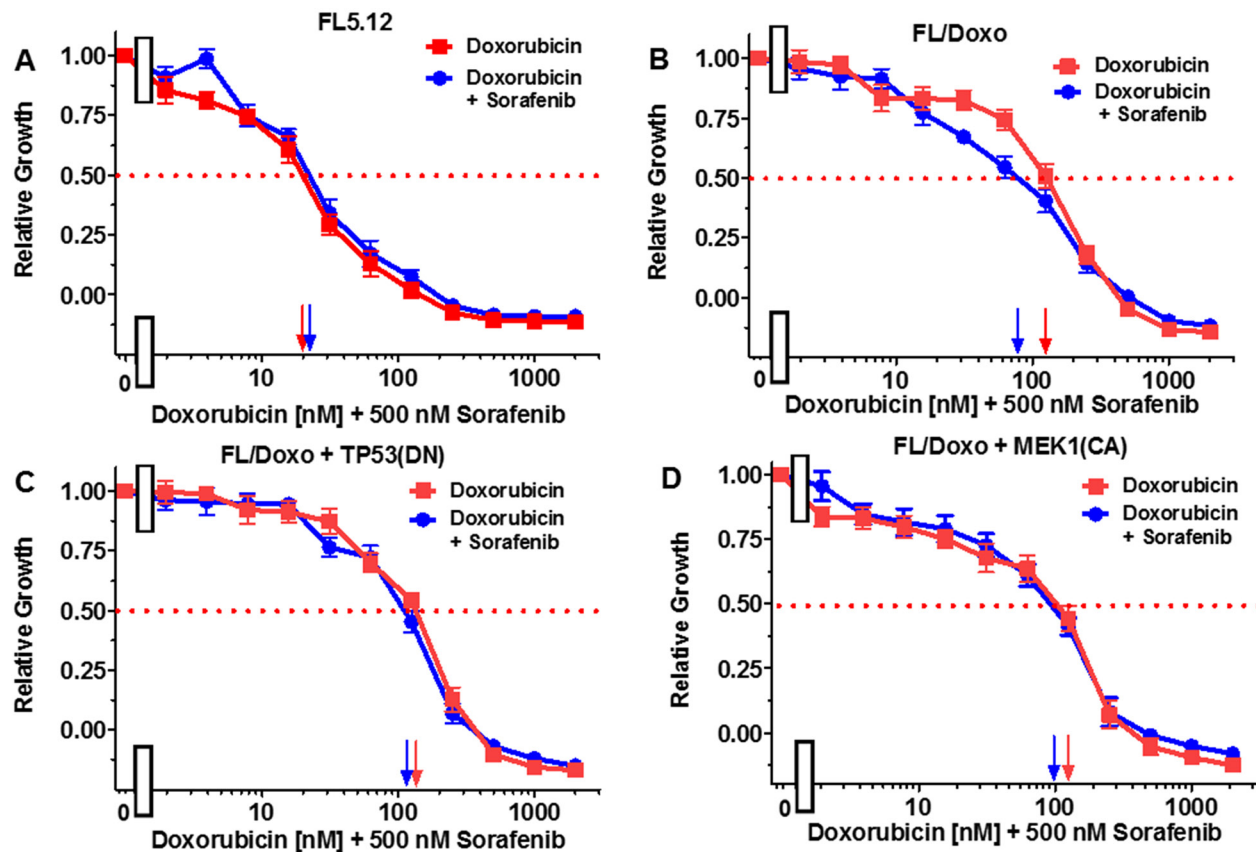 A
FL5.12
Doxorubicin
Doxorubicin
+ Sorafenib
Relative Growth
1.00
0.75
0.50
0.25
0.00
0
10
100
1000
Doxorubicin [nM] + 500 nM Sorafenib
B
FL/Doxo
Doxorubicin
Doxorubicin
+ Sorafenib
Relative Growth
1.00
0.75
0.50
0.25
0.00
0
10
100
1000
Doxorubicin [nM] + 500 nM Sorafenib
C
FL/Doxo + TP53(DN)
Doxorubicin
Doxorubicin
+ Sorafenib
Relative Growth
1.00
0.75
0.50
0.25
0.00
0
10
100
1000
Doxorubicin [nM] + 500 nM Sorafenib
D
FL/Doxo + MEK1(CA)
Doxorubicin
Doxorubicin
+ Sorafenib
Relative Growth
1.00
0.75
0.50
0.25
0.00
0
10
100
1000
Doxorubicin [nM] + 500 nM Sorafenib